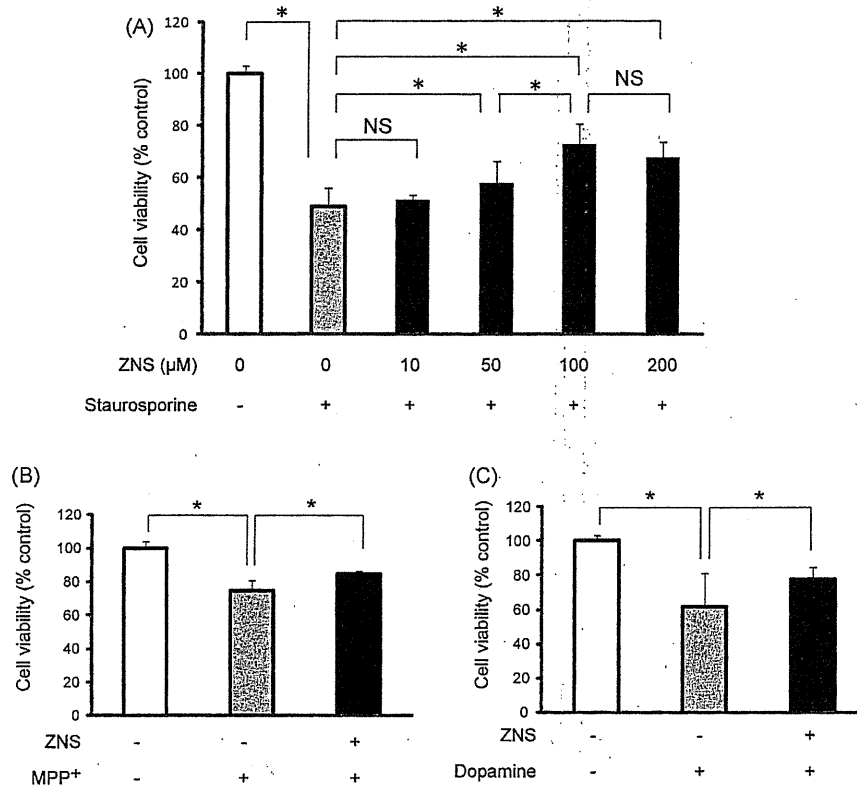 (A)
Cell viability (% control)
120
100
80
60
40
20
0
*
*
*
*
*
NS
NS
ZNS (µM) 0 0 10 50 100 200
Staurosporine - + + + + +
(B)
Cell viability (% control)
120
100
80
60
40
20
0
* *
ZNS - - +
MPP+ - + +
(C)
Cell viability (% control)
120
100
80
60
40
20
0
* *
ZNS - - +
Dopamine - + +